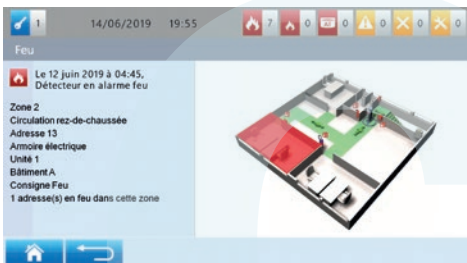 1 14/06/2019 19:55 7 0 0 0 0 0
Feu
Le 12 juin 2019 à 04:45,
Détecteur en alarme feu
Zone 2
Circulation rez-de-chaussée
Adresse 13
Armoire électrique
Unité 1
Bâtiment A
Consigne Feu
1 adresse(s) en feu dans cette zone